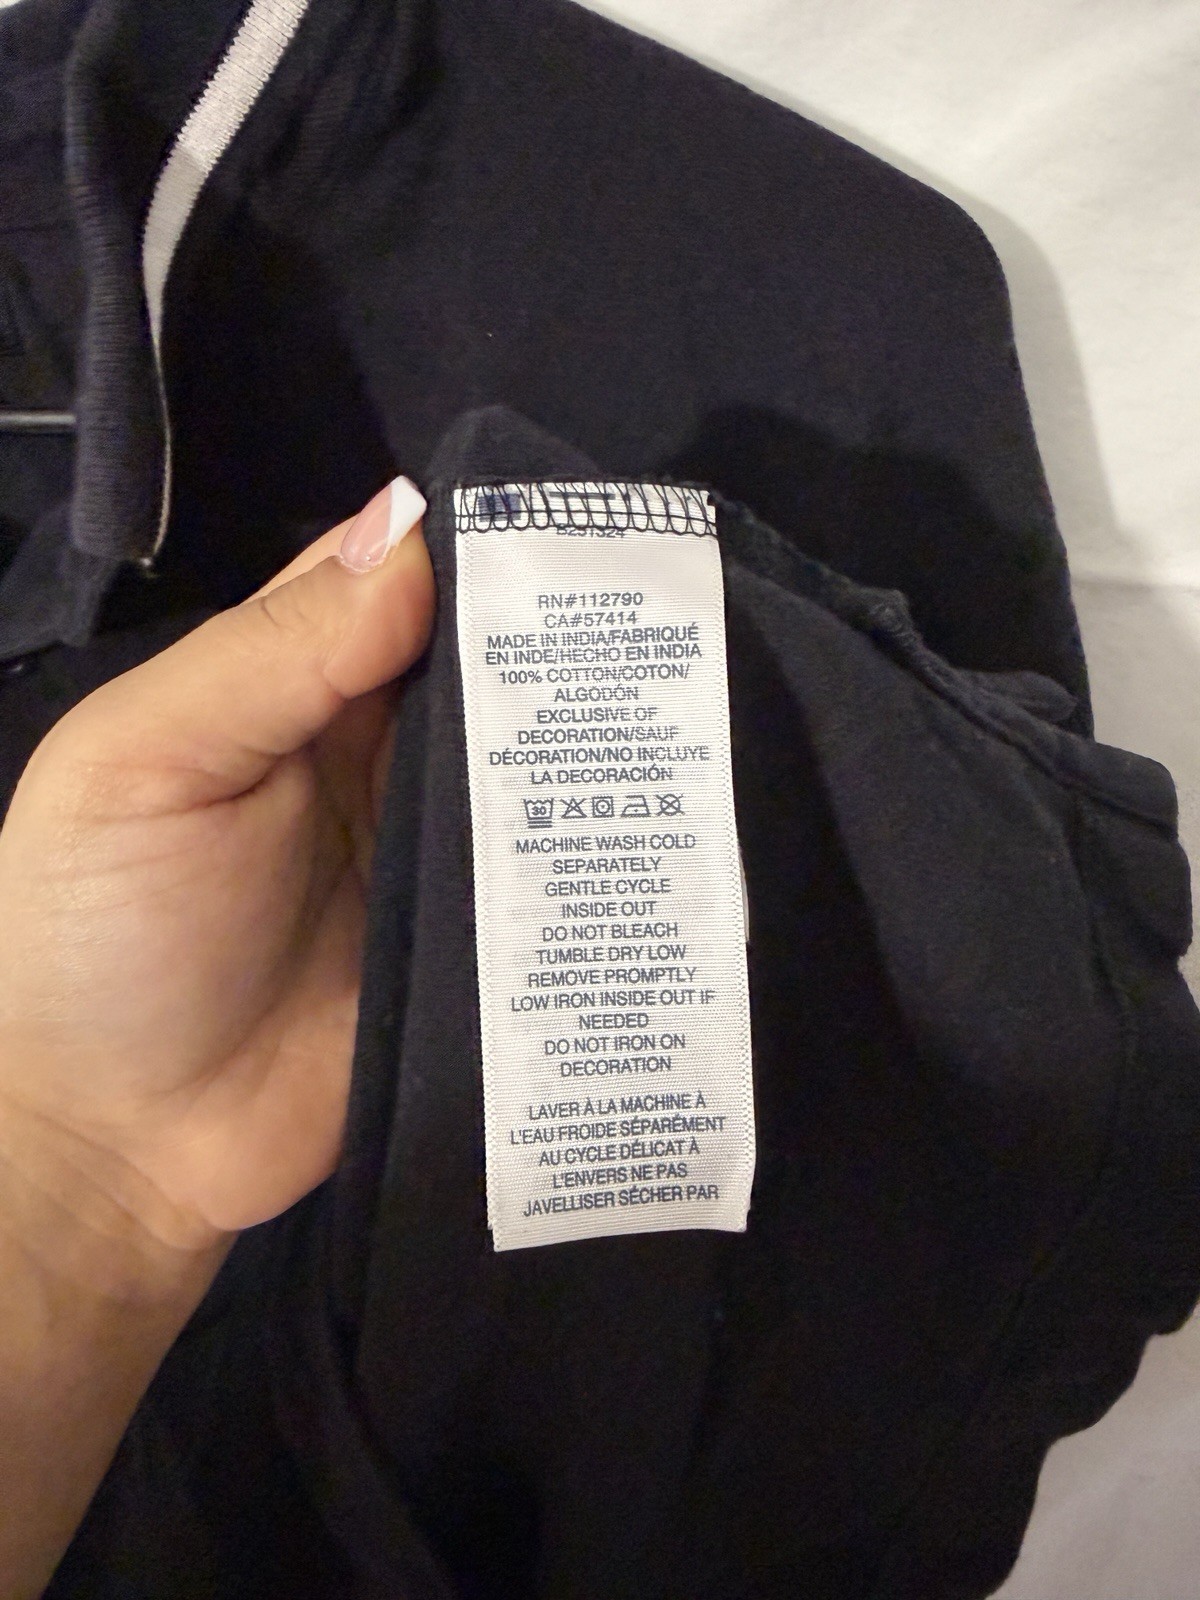 RN#112790
CA#57414
MADE IN INDIA/FABRIQUÉ
EN INDE/HECHO EN INDIA
100% COTTON/COTON/
ALGODÓN
EXCLUSIVE OF
DECORATION/SAUF
DÉCORATION/NO INCLUYE
LA DECORACIÓN
30
MACHINE WASH COLD
SEPARATELY
GENTLE CYCLE
INSIDE OUT
DO NOT BLEACH
TUMBLE DRY LOW
REMOVE PROMPTLY
LOW IRON INSIDE OUT IF
NEEDED
DO NOT IRON ON
DECORATION
LAVER À LA MACHINE À
L'EAU FROIDE SÉPARÉMENT
AU CYCLE DÉLICAT À
L'ENVERS NE PAS
JAVELLISER SÉCHER PAR